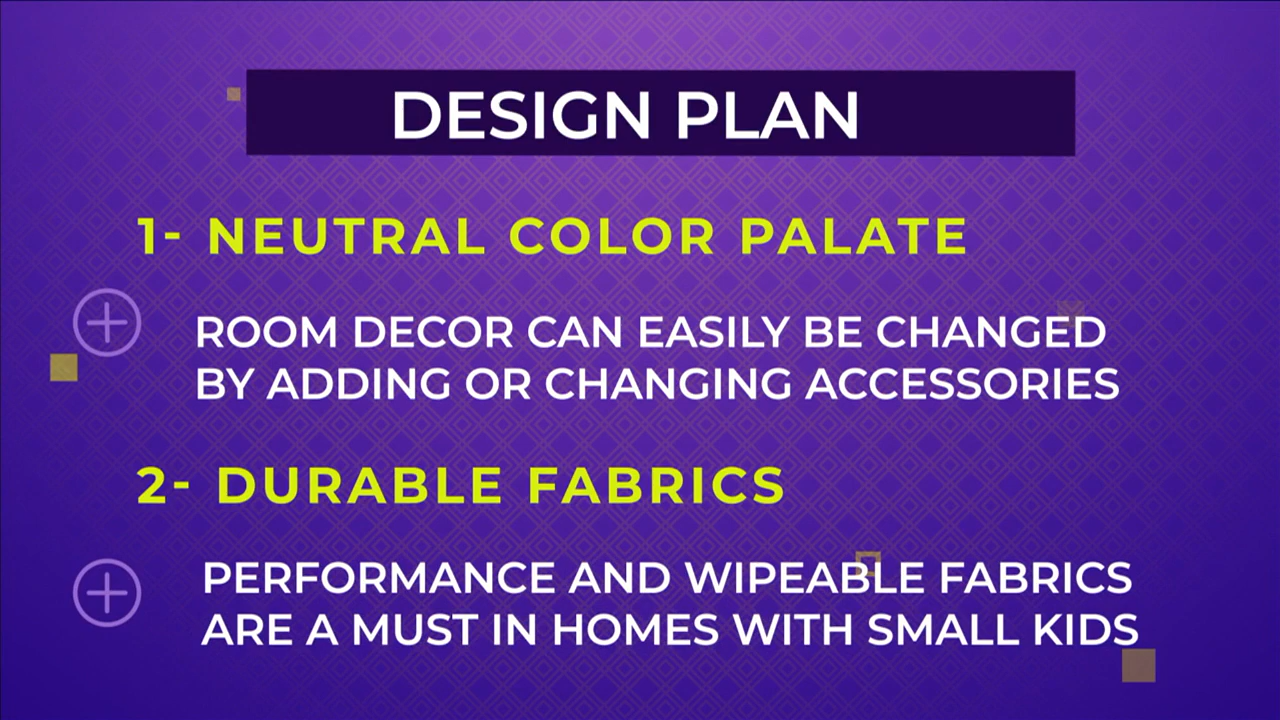 DESIGN PLAN
1- NEUTRAL COLOR PALATE
ROOM DECOR CAN EASILY BE CHANGED
BY ADDING OR CHANGING ACCESSORIES
2- DURABLE FABRICS
PERFORMANCE AND WIPEABLE FABRICS
ARE A MUST IN HOMES WITH SMALL KIDS